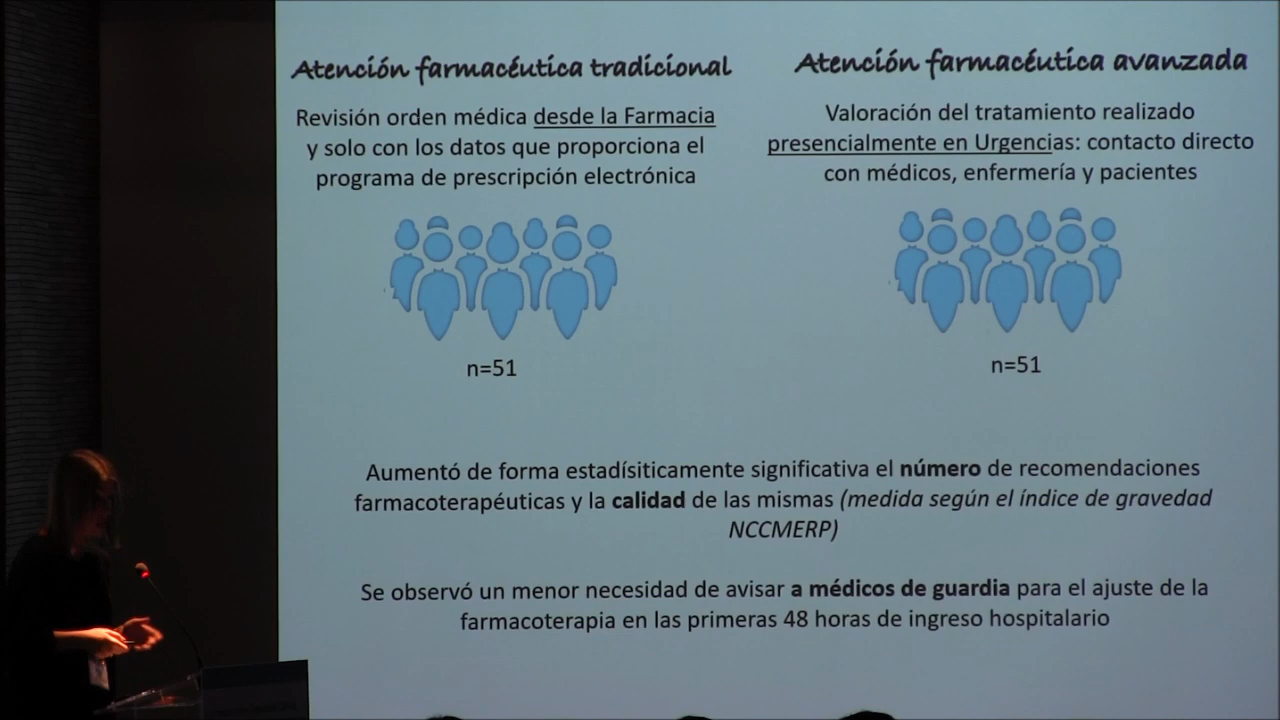 Atención farmacéutica tradicional
Revisión orden médica desde la Farmacia
y solo con los datos que proporciona el
programa de prescripción electrónica
n=51
Atención farmacéutica avanzada
Valoración del tratamiento realizado
presencialmente en Urgencias: contacto directo
con médicos, enfermería y pacientes
n=51
Aumentó de forma estadísiticamente significativa el número de recomendaciones
farmacoterapéuticas y la calidad de las mismas (medida según el índice de gravedad
NCCMERP)
Se observó un menor necesidad de avisar a médicos de guardia para el ajuste de la
farmacoterapia en las primeras 48 horas de ingreso hospitalario